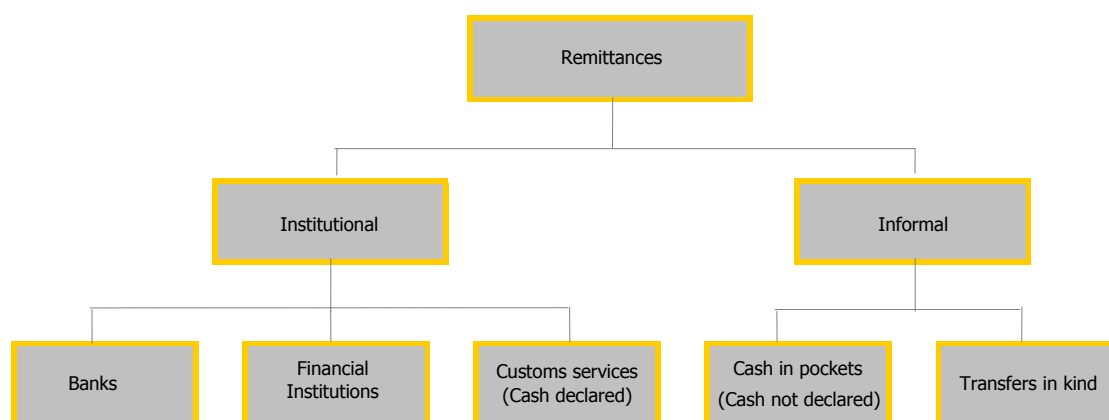 Remittances
Institutional
Informal
Banks
Financial
Institutions
Customs services
(Cash declared)
Cash in pockets
(Cash not declared)
Transfers in kind